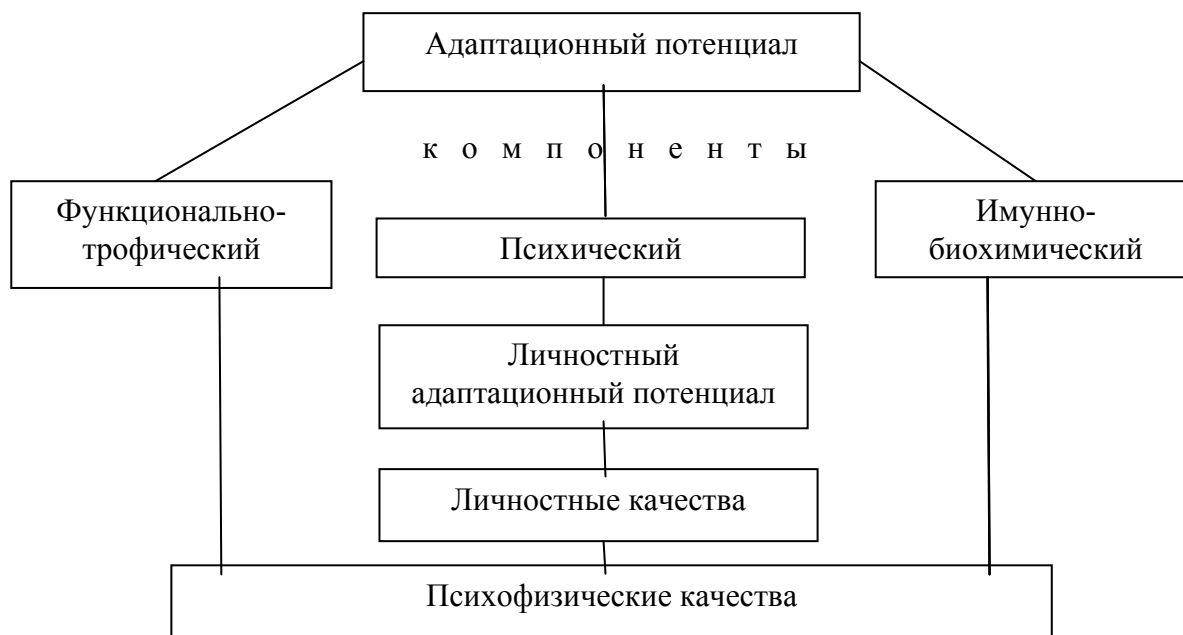 Адаптационный потенциал
к о м п о н е н т ы
Функционально-
трофический
Психический
Имунно-
биохимический
Личностный
адаптационный потенциал
Личностные качества
Психофизические качества